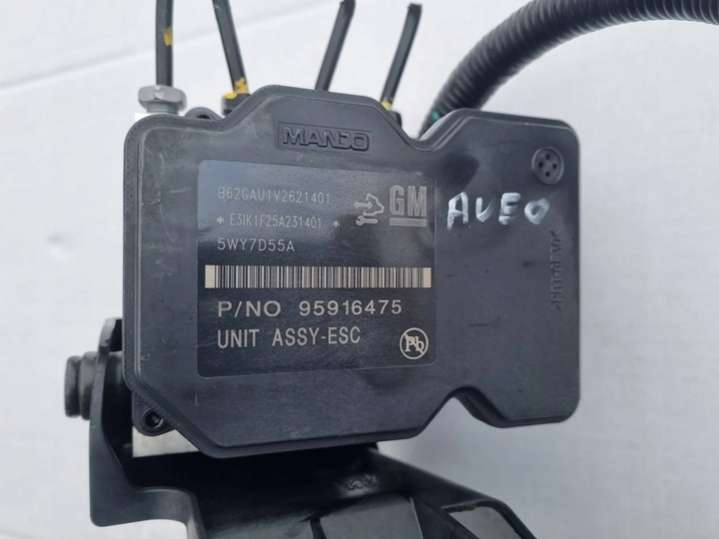 MANDO
B62GAU1V2621401
* E3IK1F25A231401 *
GM
AVEO
5WY7D55A
P/NO 95916475
UNIT ASSY-ESC
Pb